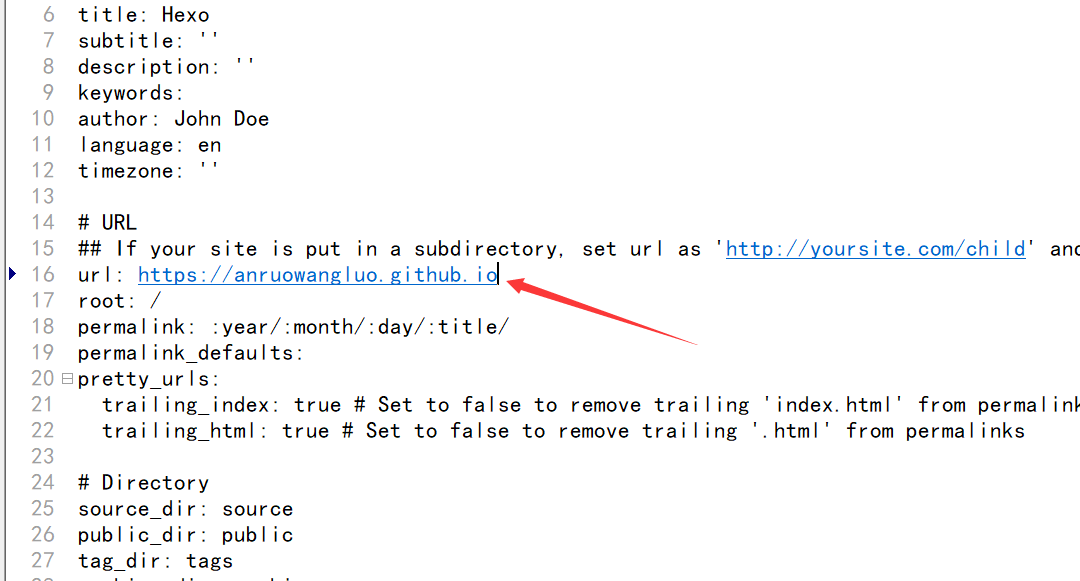 6 title: Hexo
7 subtitle: ''
8 description: ''
9 keywords:
10 author: John Doe
11 language: en
12 timezone: ''
13
14 # URL
15 ## If your site is put in a subdirectory, set url as 'http://yoursite.com/child' and
16 url: https://anruowangluo.github.io
17 root: /
18 permalink: :year/:month/:day/:title/
19 permalink_defaults:
20 pretty_urls:
21 trailing_index: true # Set to false to remove trailing 'index.html' from permalink
22 trailing_html: true # Set to false to remove trailing '.html' from permalinks
23
24 # Directory
25 source_dir: source
26 public_dir: public
27 tag_dir: tags